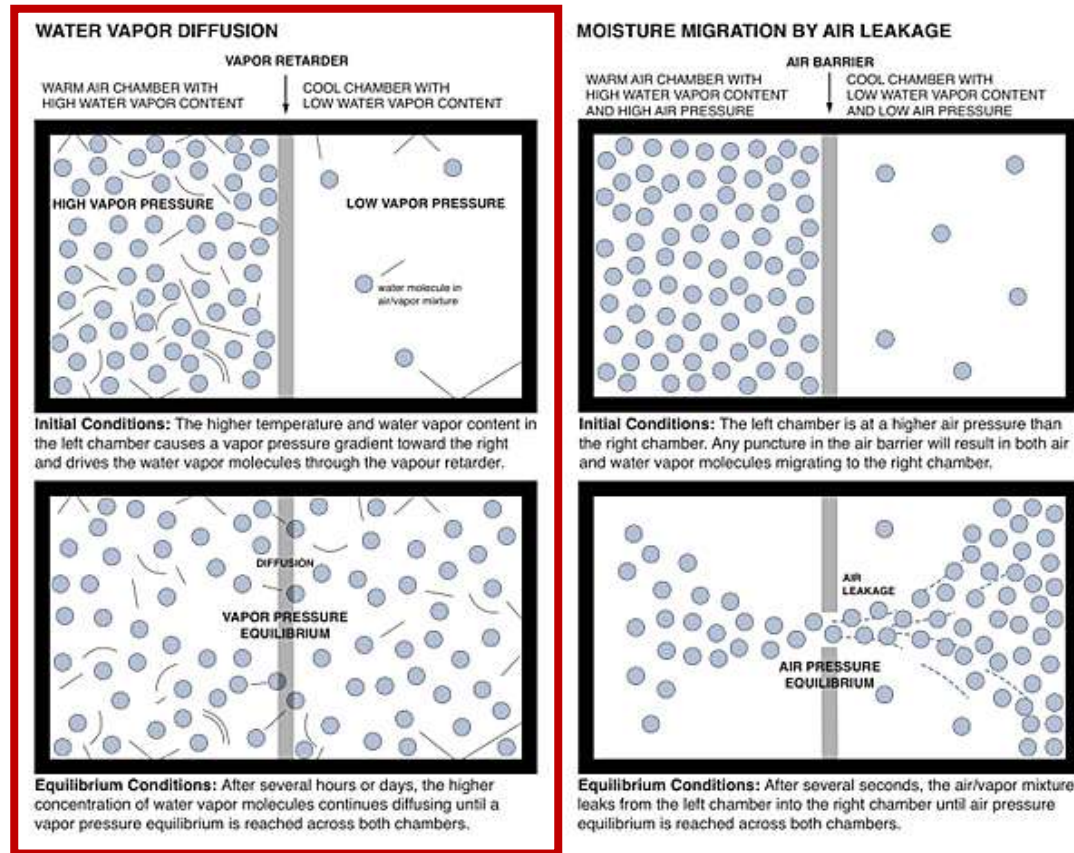 WATER VAPOR DIFFUSION
VAPOR RETARDER
WARM AIR CHAMBER WITH
HIGH WATER VAPOR CONTENT
COOL CHAMBER WITH
LOW WATER VAPOR CONTENT
HIGH VAPOR PRESSURE
LOW VAPOR PRESSURE
water molecule in
air/vapor mixture
Initial Conditions: The higher temperature and water vapor content in
the left chamber causes a vapor pressure gradient toward the right
and drives the water vapor molecules through the vapour retarder.
DIFFUSION
VAPOR PRESSURE
EQUILIBRIUM
Equilibrium Conditions: After several hours or days, the higher
concentration of water vapor molecules continues diffusing until a
vapor pressure equilibrium is reached across both chambers.
MOISTURE MIGRATION BY AIR LEAKAGE
AIR BARRIER
WARM AIR CHAMBER WITH
HIGH WATER VAPOR CONTENT
AND HIGH AIR PRESSURE
COOL CHAMBER WITH
LOW WATER VAPOR CONTENT
AND LOW AIR PRESSURE
Initial Conditions: The left chamber is at a higher air pressure than
the right chamber. Any puncture in the air barrier will result in both air
and water vapor molecules migrating to the right chamber.
AIR
LEAKAGE
AIR PRESSURE
EQUILIBRIUM
Equilibrium Conditions: After several seconds, the air/vapor mixture
leaks from the left chamber into the right chamber until air pressure
equilibrium is reached across both chambers.